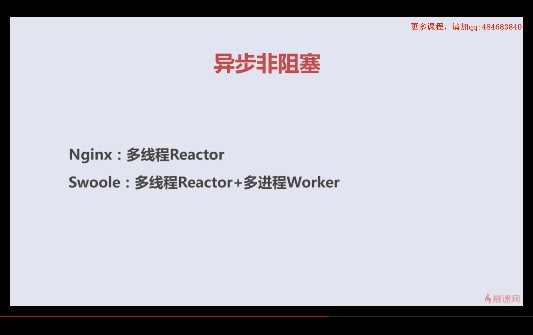 更多课程，请加qq:484683840
异步非阻塞
Nginx：多线程Reactor
Swoole：多线程Reactor+多进程Worker
慕课网